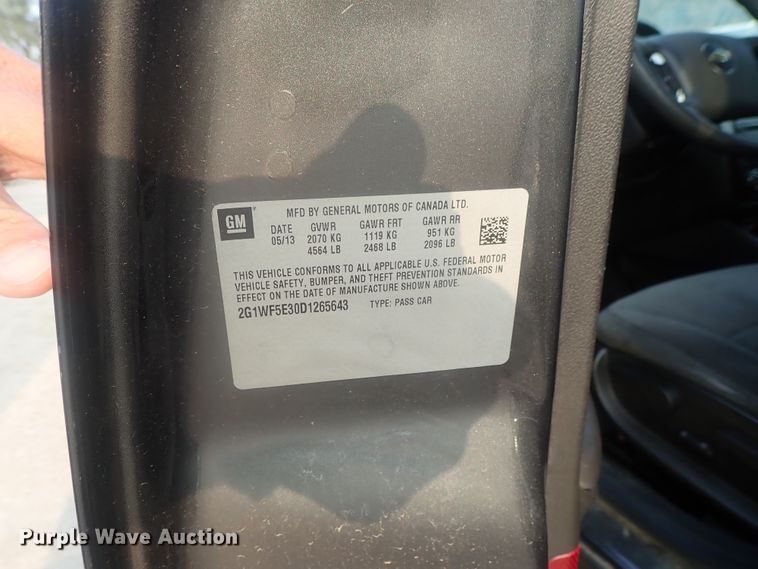 GM
MFD BY GENERAL MOTORS OF CANADA LTD.
DATE GVWR GAWR FRT GAWR RR
05/13 2070 KG 1119 KG 951 KG
4564 LB 2468 LB 2096 LB
THIS VEHICLE CONFORMS TO ALL APPLICABLE U.S. FEDERAL MOTOR
VEHICLE SAFETY, BUMPER, AND THEFT PREVENTION STANDARDS IN
EFFECT ON THE DATE OF MANUFACTURE SHOWN ABOVE.
2G1WF5E30D1265643 TYPE: PASS CAR
Purple Wave Auction